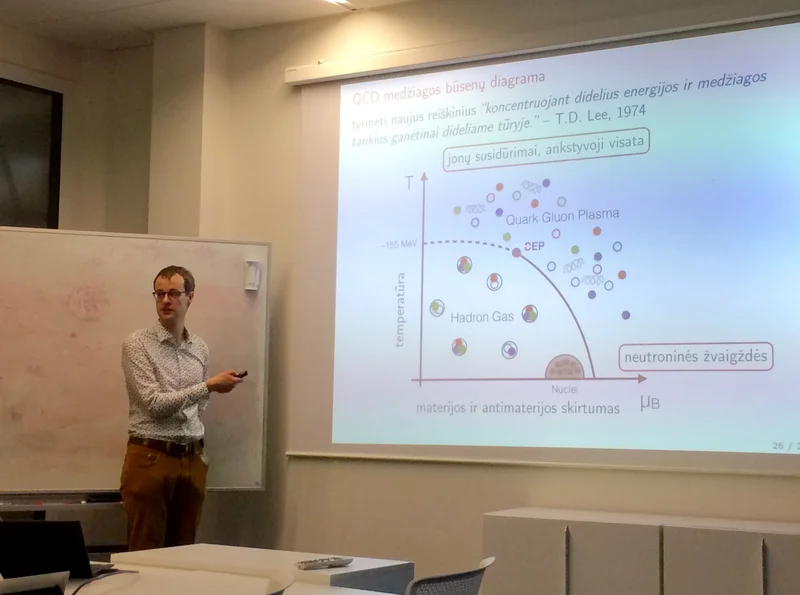 QCD medžiagos būsenų diagrama
tyrinėti naujus reiškinius "koncentruojant didelius energijos ir medžiagos
tankius ganėtinai dideliame tūryje." – T.D. Lee, 1974
jonų susidūrimai, ankstyvoji visata
T
Quark Gluon Plasma
~155 MeV
CEP
temperatūra
Hadron Gas
neutroninės žvaigždės
Nuclei
materijos ir antimaterijos skirtumas
μB
26 / 2